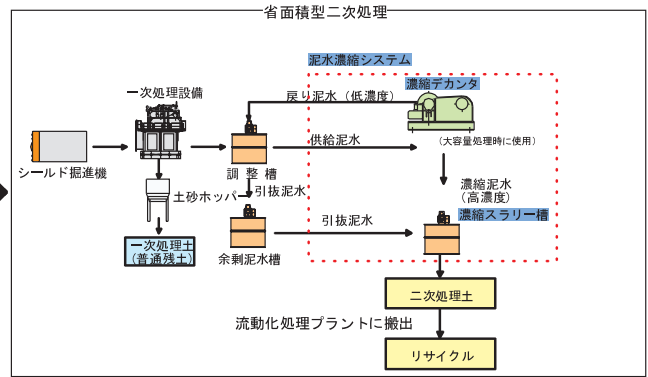 省面積型二次処理
泥水濃縮システム
濃縮デカンタ
一次処理設備
戻り泥水（低濃度）
供給泥水
（大容量処理時に使用）
シールド掘進機
調整槽
土砂ホッパー
引抜泥水
濃縮泥水
（高濃度）
引抜泥水
濃縮スラリー槽
一次処理土
（普通残土）
余剰泥水槽
二次処理土
流動化処理プラントに搬出
リサイクル